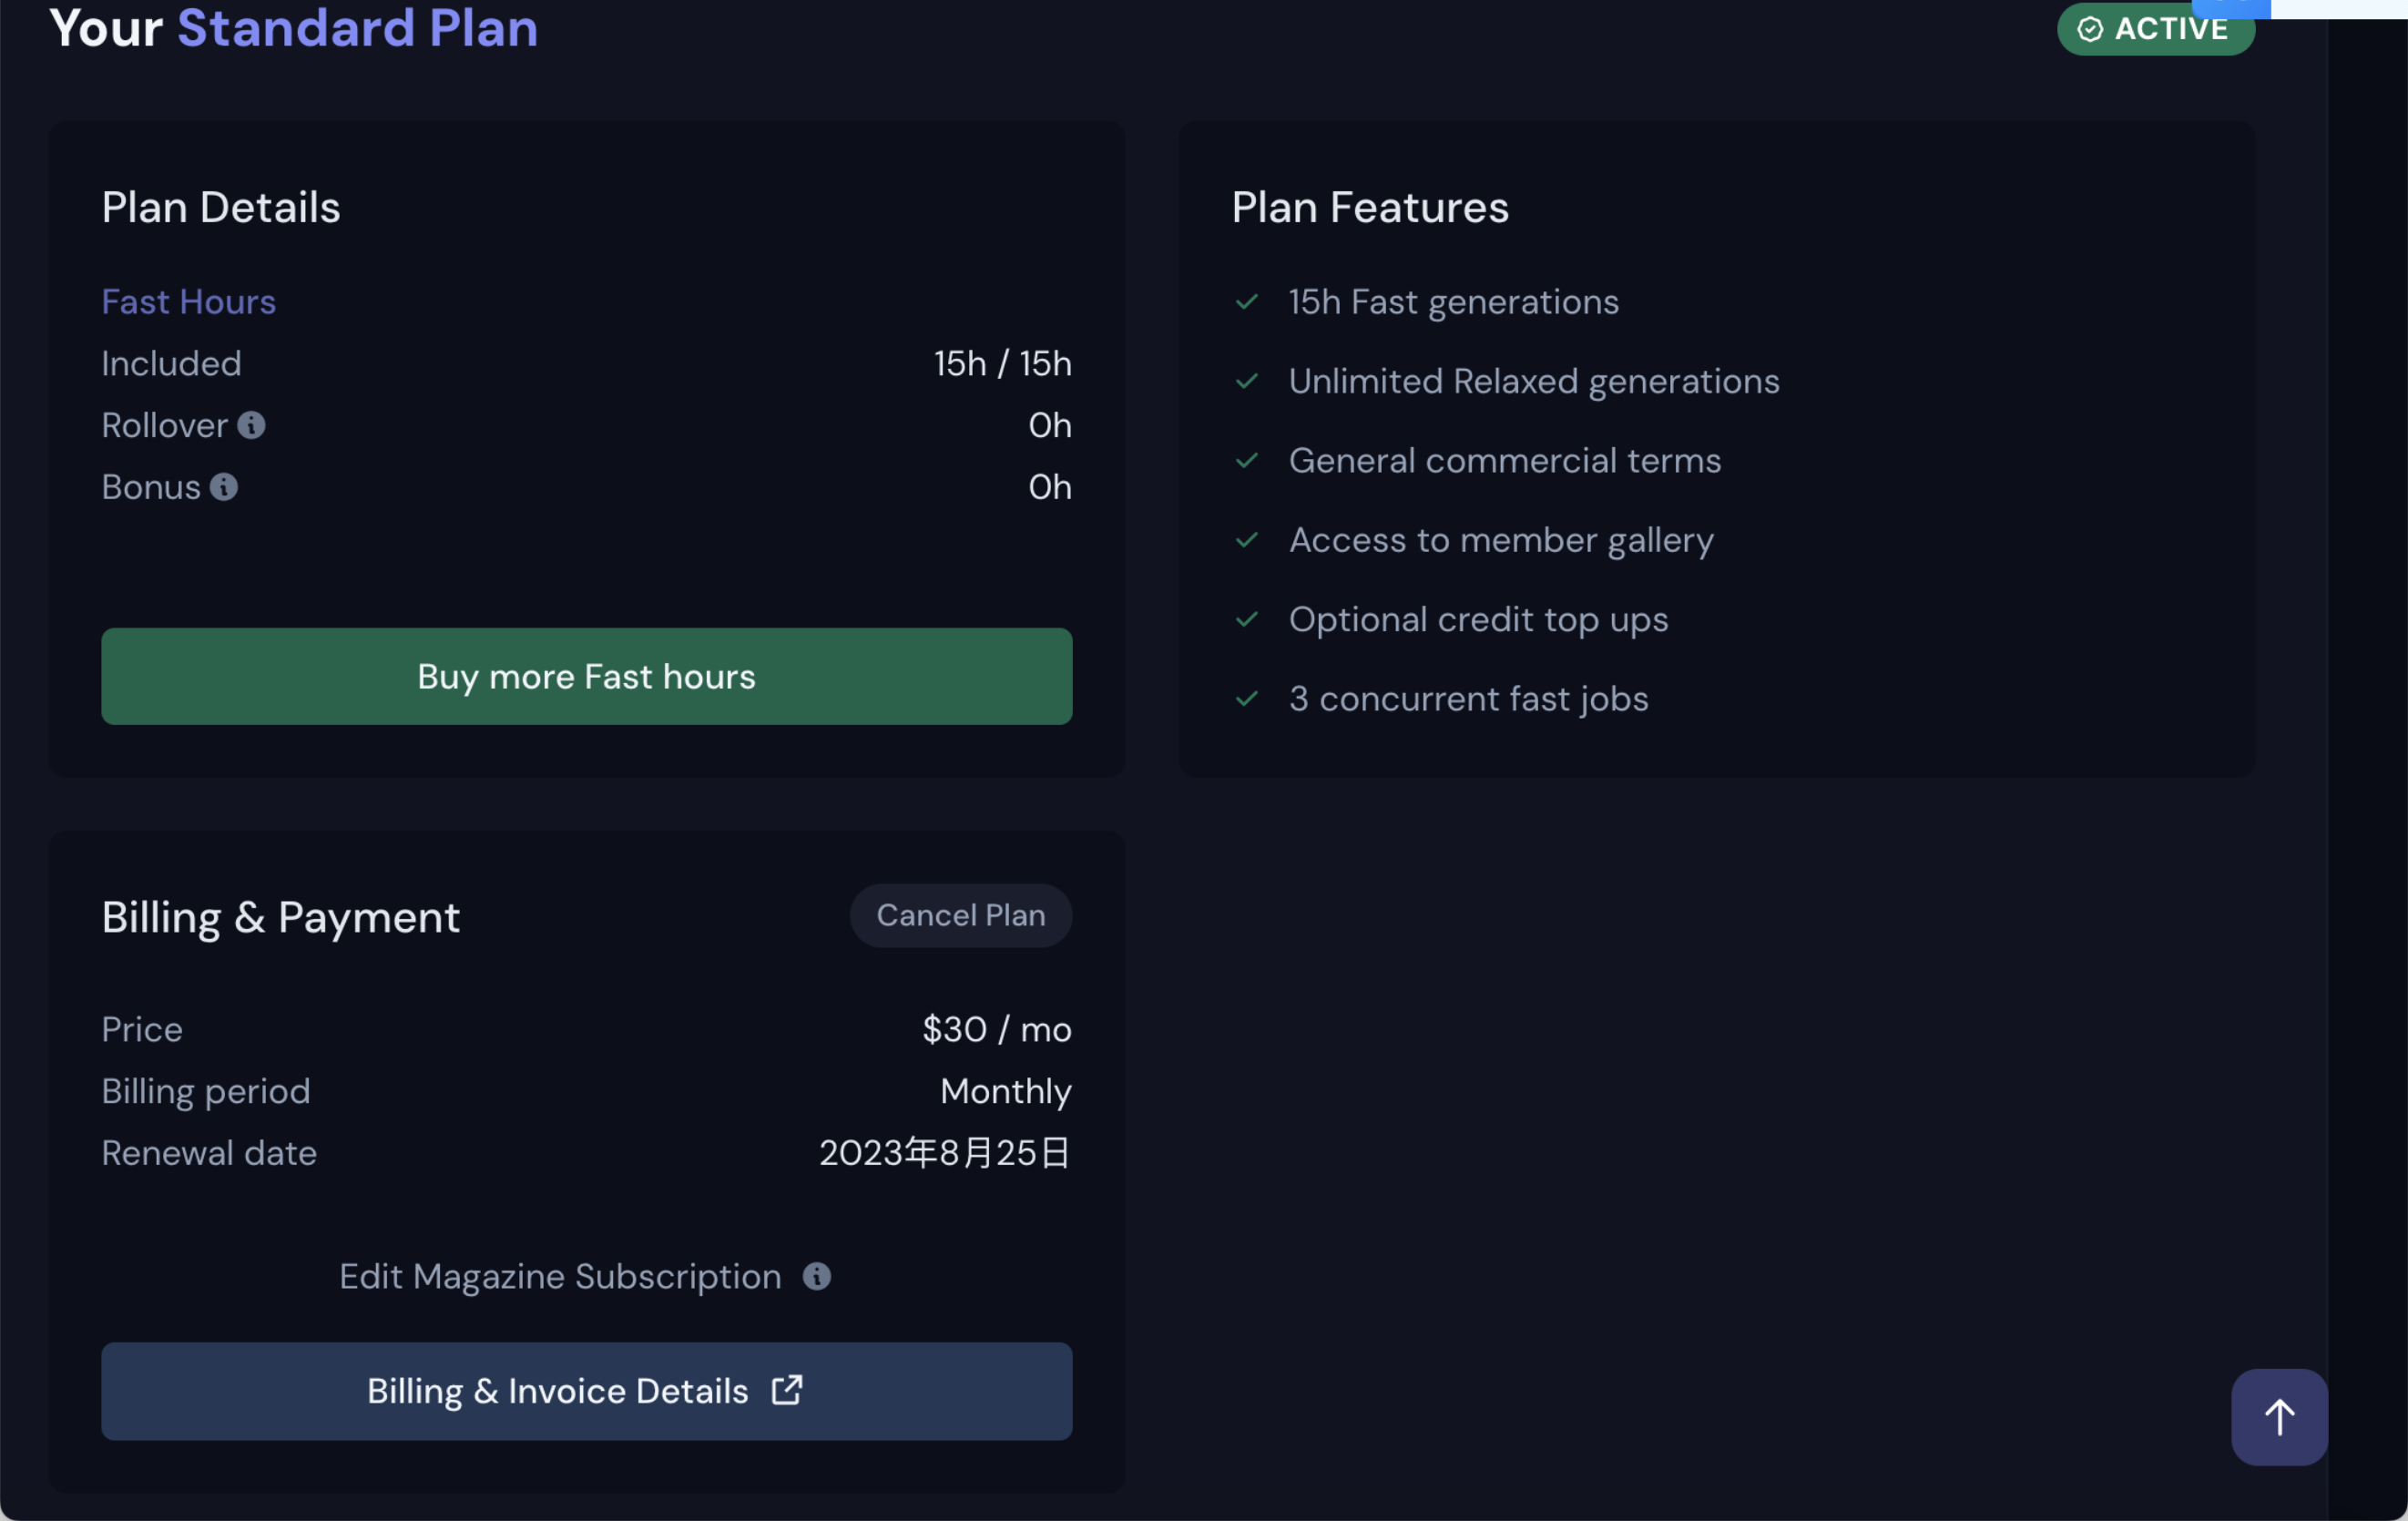 Your Standard Plan
ACTIVE
Plan Details
Fast Hours
Included 15h / 15h
Rollover 0h
Bonus 0h
Buy more Fast hours
Plan Features
15h Fast generations
Unlimited Relaxed generations
General commercial terms
Access to member gallery
Optional credit top ups
3 concurrent fast jobs
Billing & Payment
Cancel Plan
Price $30 / mo
Billing period Monthly
Renewal date 2023年8月25日
Edit Magazine Subscription
Billing & Invoice Details